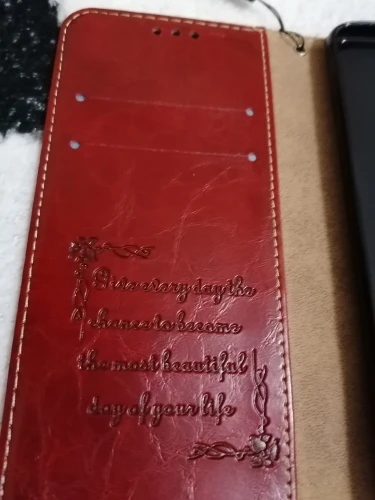 Give every day the
chance to become
the most beautiful
day of your life